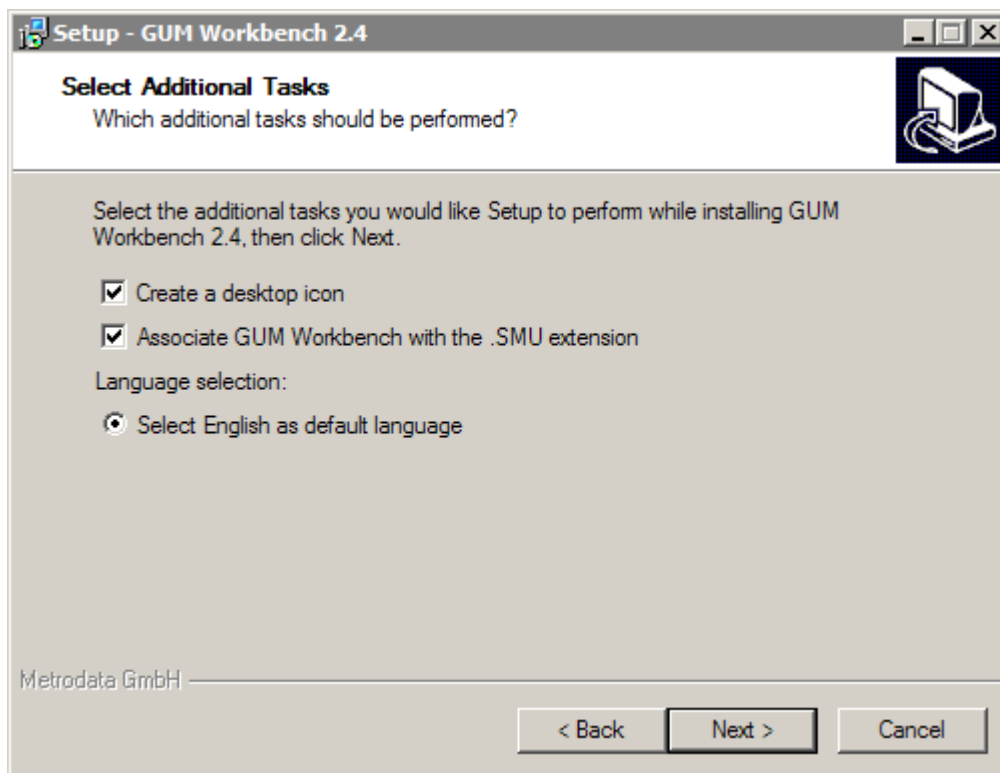 Setup - GUM Workbench 2.4
Select Additional Tasks
Which additional tasks should be performed?
Select the additional tasks you would like Setup to perform while installing GUM
Workbench 2.4, then click Next.
Create a desktop icon
Associate GUM Workbench with the .SMU extension
Language selection:
Select English as default language
Metrodata GmbH
< Back
Next >
Cancel